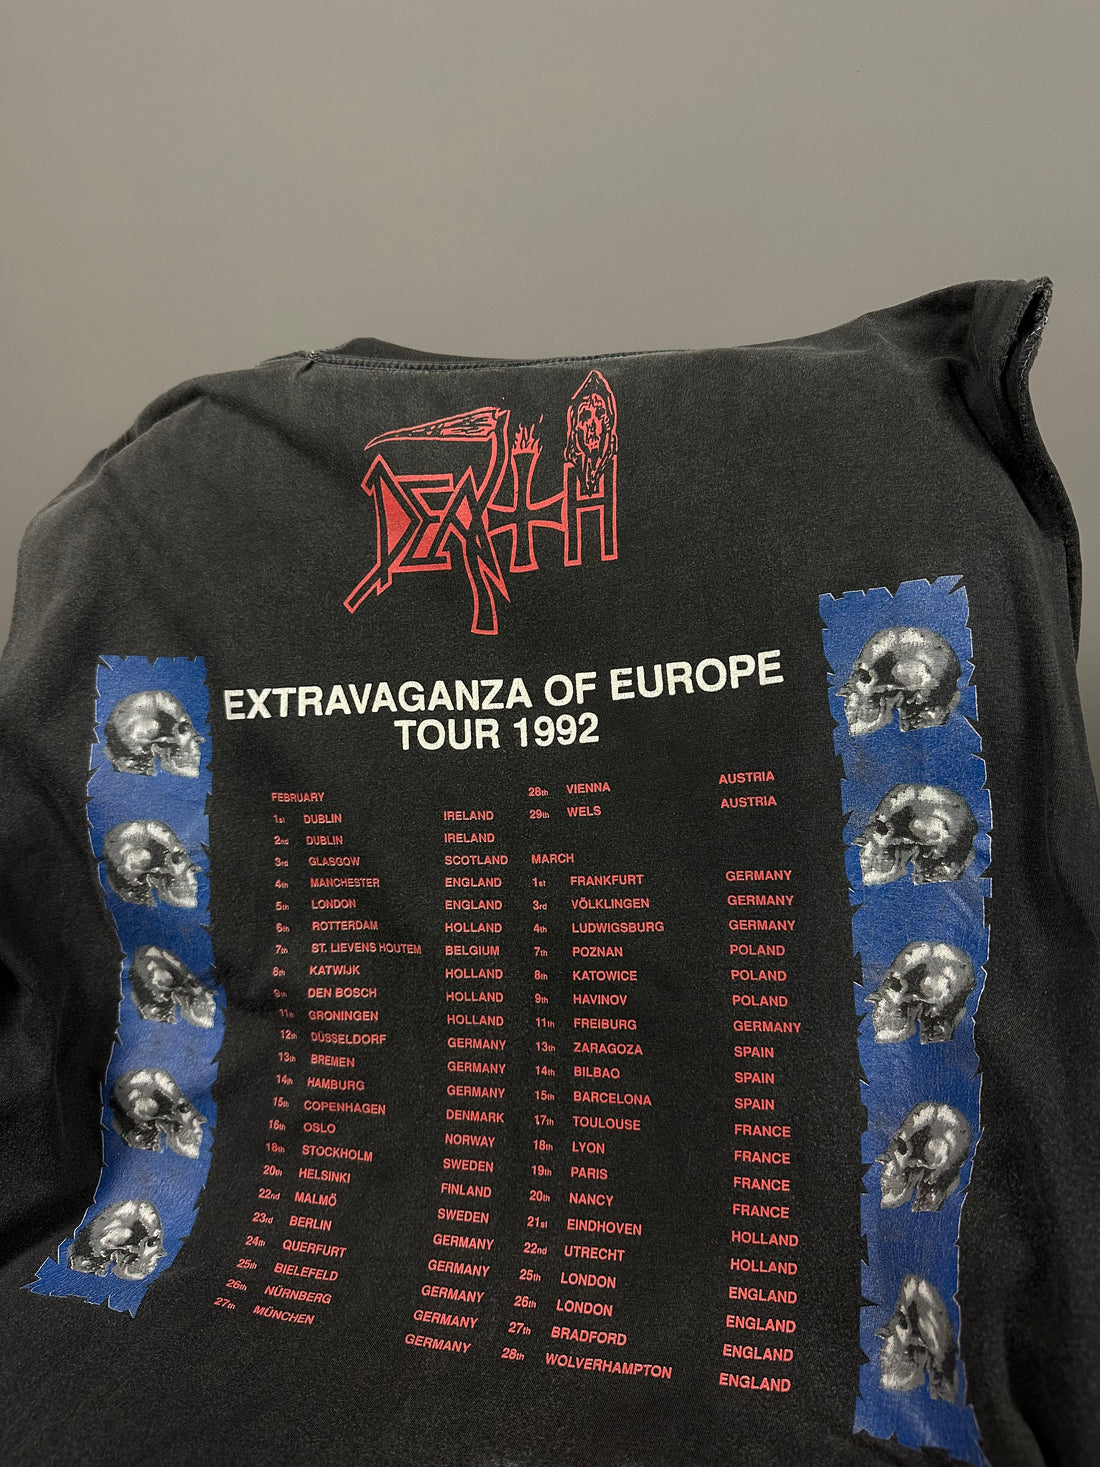 DEATH
EXTRAVAGANZA OF EUROPE
TOUR 1992
FEBRUARY
1st DUBLIN IRELAND
2nd DUBLIN IRELAND
3rd GLASGOW SCOTLAND
4th MANCHESTER ENGLAND
5th LONDON ENGLAND
6th ROTTERDAM HOLLAND
7th ST. LIEVENS HOUTEM BELGIUM
8th KATWIJK HOLLAND
9th DEN BOSCH HOLLAND
11th GRONINGEN HOLLAND
12th DÜSSELDORF GERMANY
13th BREMEN GERMANY
14th HAMBURG GERMANY
15th COPENHAGEN DENMARK
16th OSLO NORWAY
18th STOCKHOLM SWEDEN
20th HELSINKI FINLAND
22nd MALMÖ SWEDEN
23rd BERLIN GERMANY
24th QUERFURT GERMANY
25th BIELEFELD GERMANY
26th NÜRNBERG GERMANY
27th MÜNCHEN GERMANY
28th VIENNA AUSTRIA
29th WELS AUSTRIA
MARCH
1st FRANKFURT GERMANY
3rd VÖLKLINGEN GERMANY
4th LUDWIGSBURG GERMANY
7th POZNAN POLAND
8th KATOWICE POLAND
9th HAVINOV POLAND
11th FREIBURG GERMANY
13th ZARAGOZA SPAIN
14th BILBAO SPAIN
15th BARCELONA SPAIN
17th TOULOUSE FRANCE
18th LYON FRANCE
19th PARIS FRANCE
20th NANCY FRANCE
21st EINDHOVEN HOLLAND
22nd UTRECHT HOLLAND
25th LONDON ENGLAND
26th LONDON ENGLAND
27th BRADFORD ENGLAND
28th WOLVERHAMPTON ENGLAND